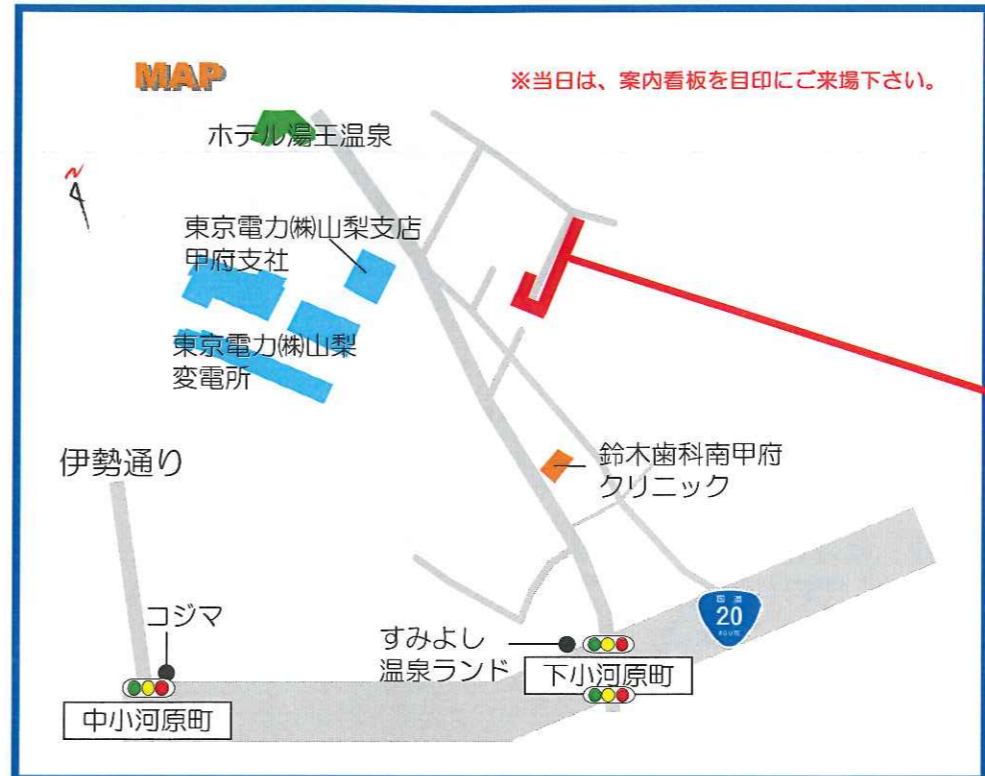 MAP
※当日は、案内看板を目印にご来場下さい。
ホテル湯王温泉
N
東京電力㈱山梨支店
甲府支社
東京電力㈱山梨
変電所
伊勢通り
鈴木歯科南甲府
クリニック
コジマ
国道
20
ROUTE
すみよし
温泉ランド
下小河原町
中小河原町